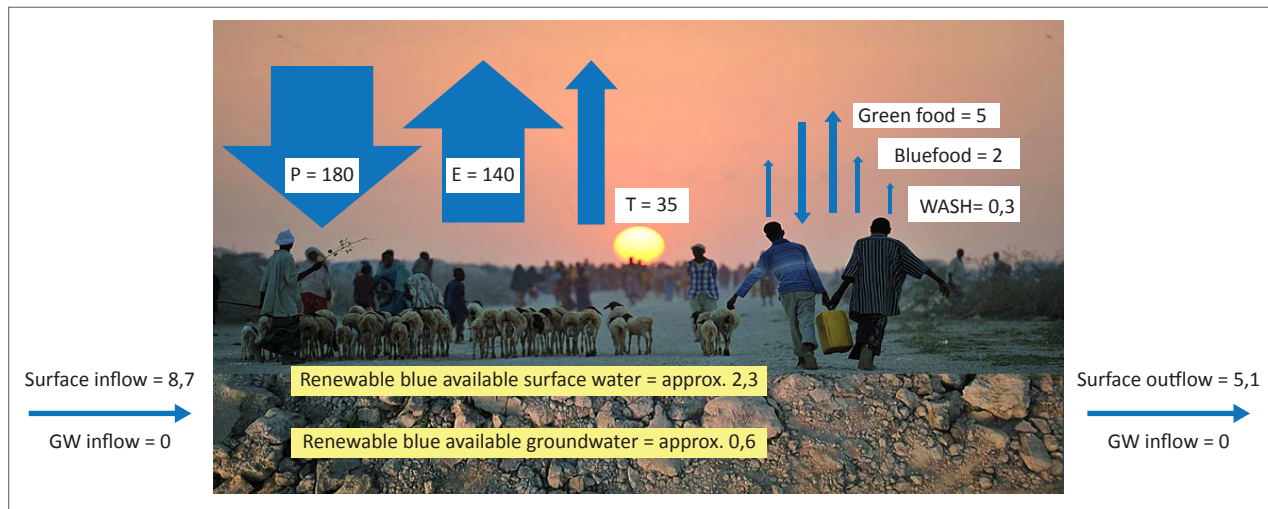 Green food = 5
Bluefood = 2
P = 180
E = 140
WASH= 0,3
T = 35
Surface inflow = 8,7
GW inflow = 0
Renewable blue available surface water = approx. 2,3
Renewable blue available groundwater = approx. 0,6
Surface outflow = 5,1
GW inflow = 0